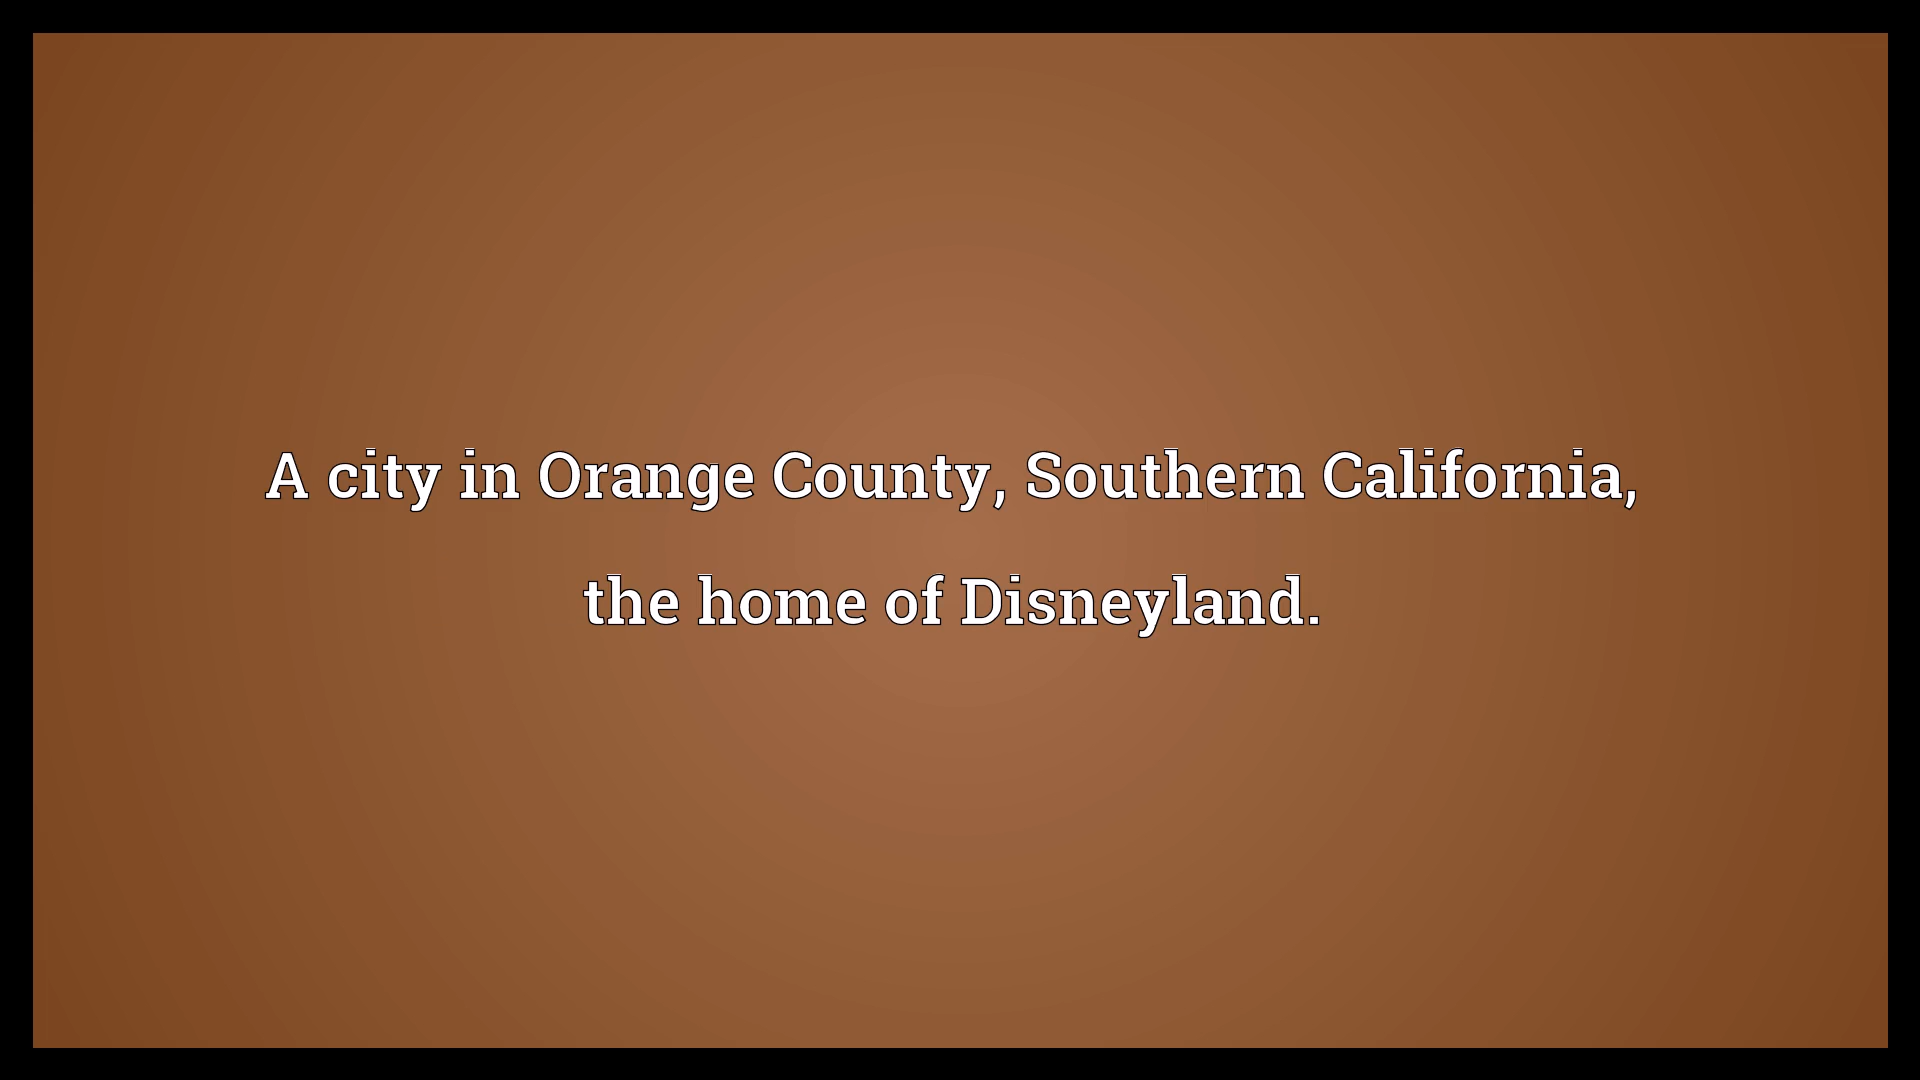 A city in Orange County, Southern California,
the home of Disneyland.